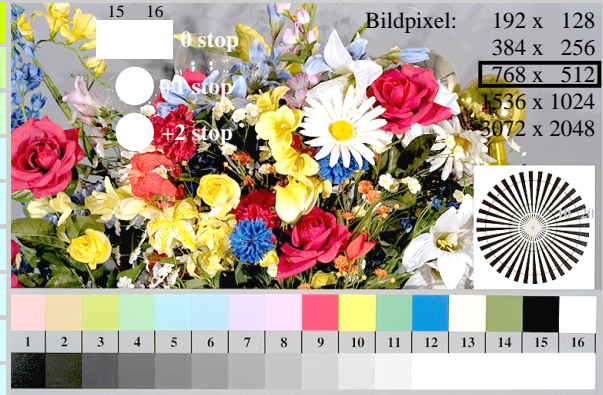 15 16
Bildpixel: 192 x 128
384 x 256
768 x 512
1536 x 1024
3072 x 2048
0 stop
+1 stop
+2 stop
1 2 3 4 5 6 7 8 9 10 11 12 13 14 15 16